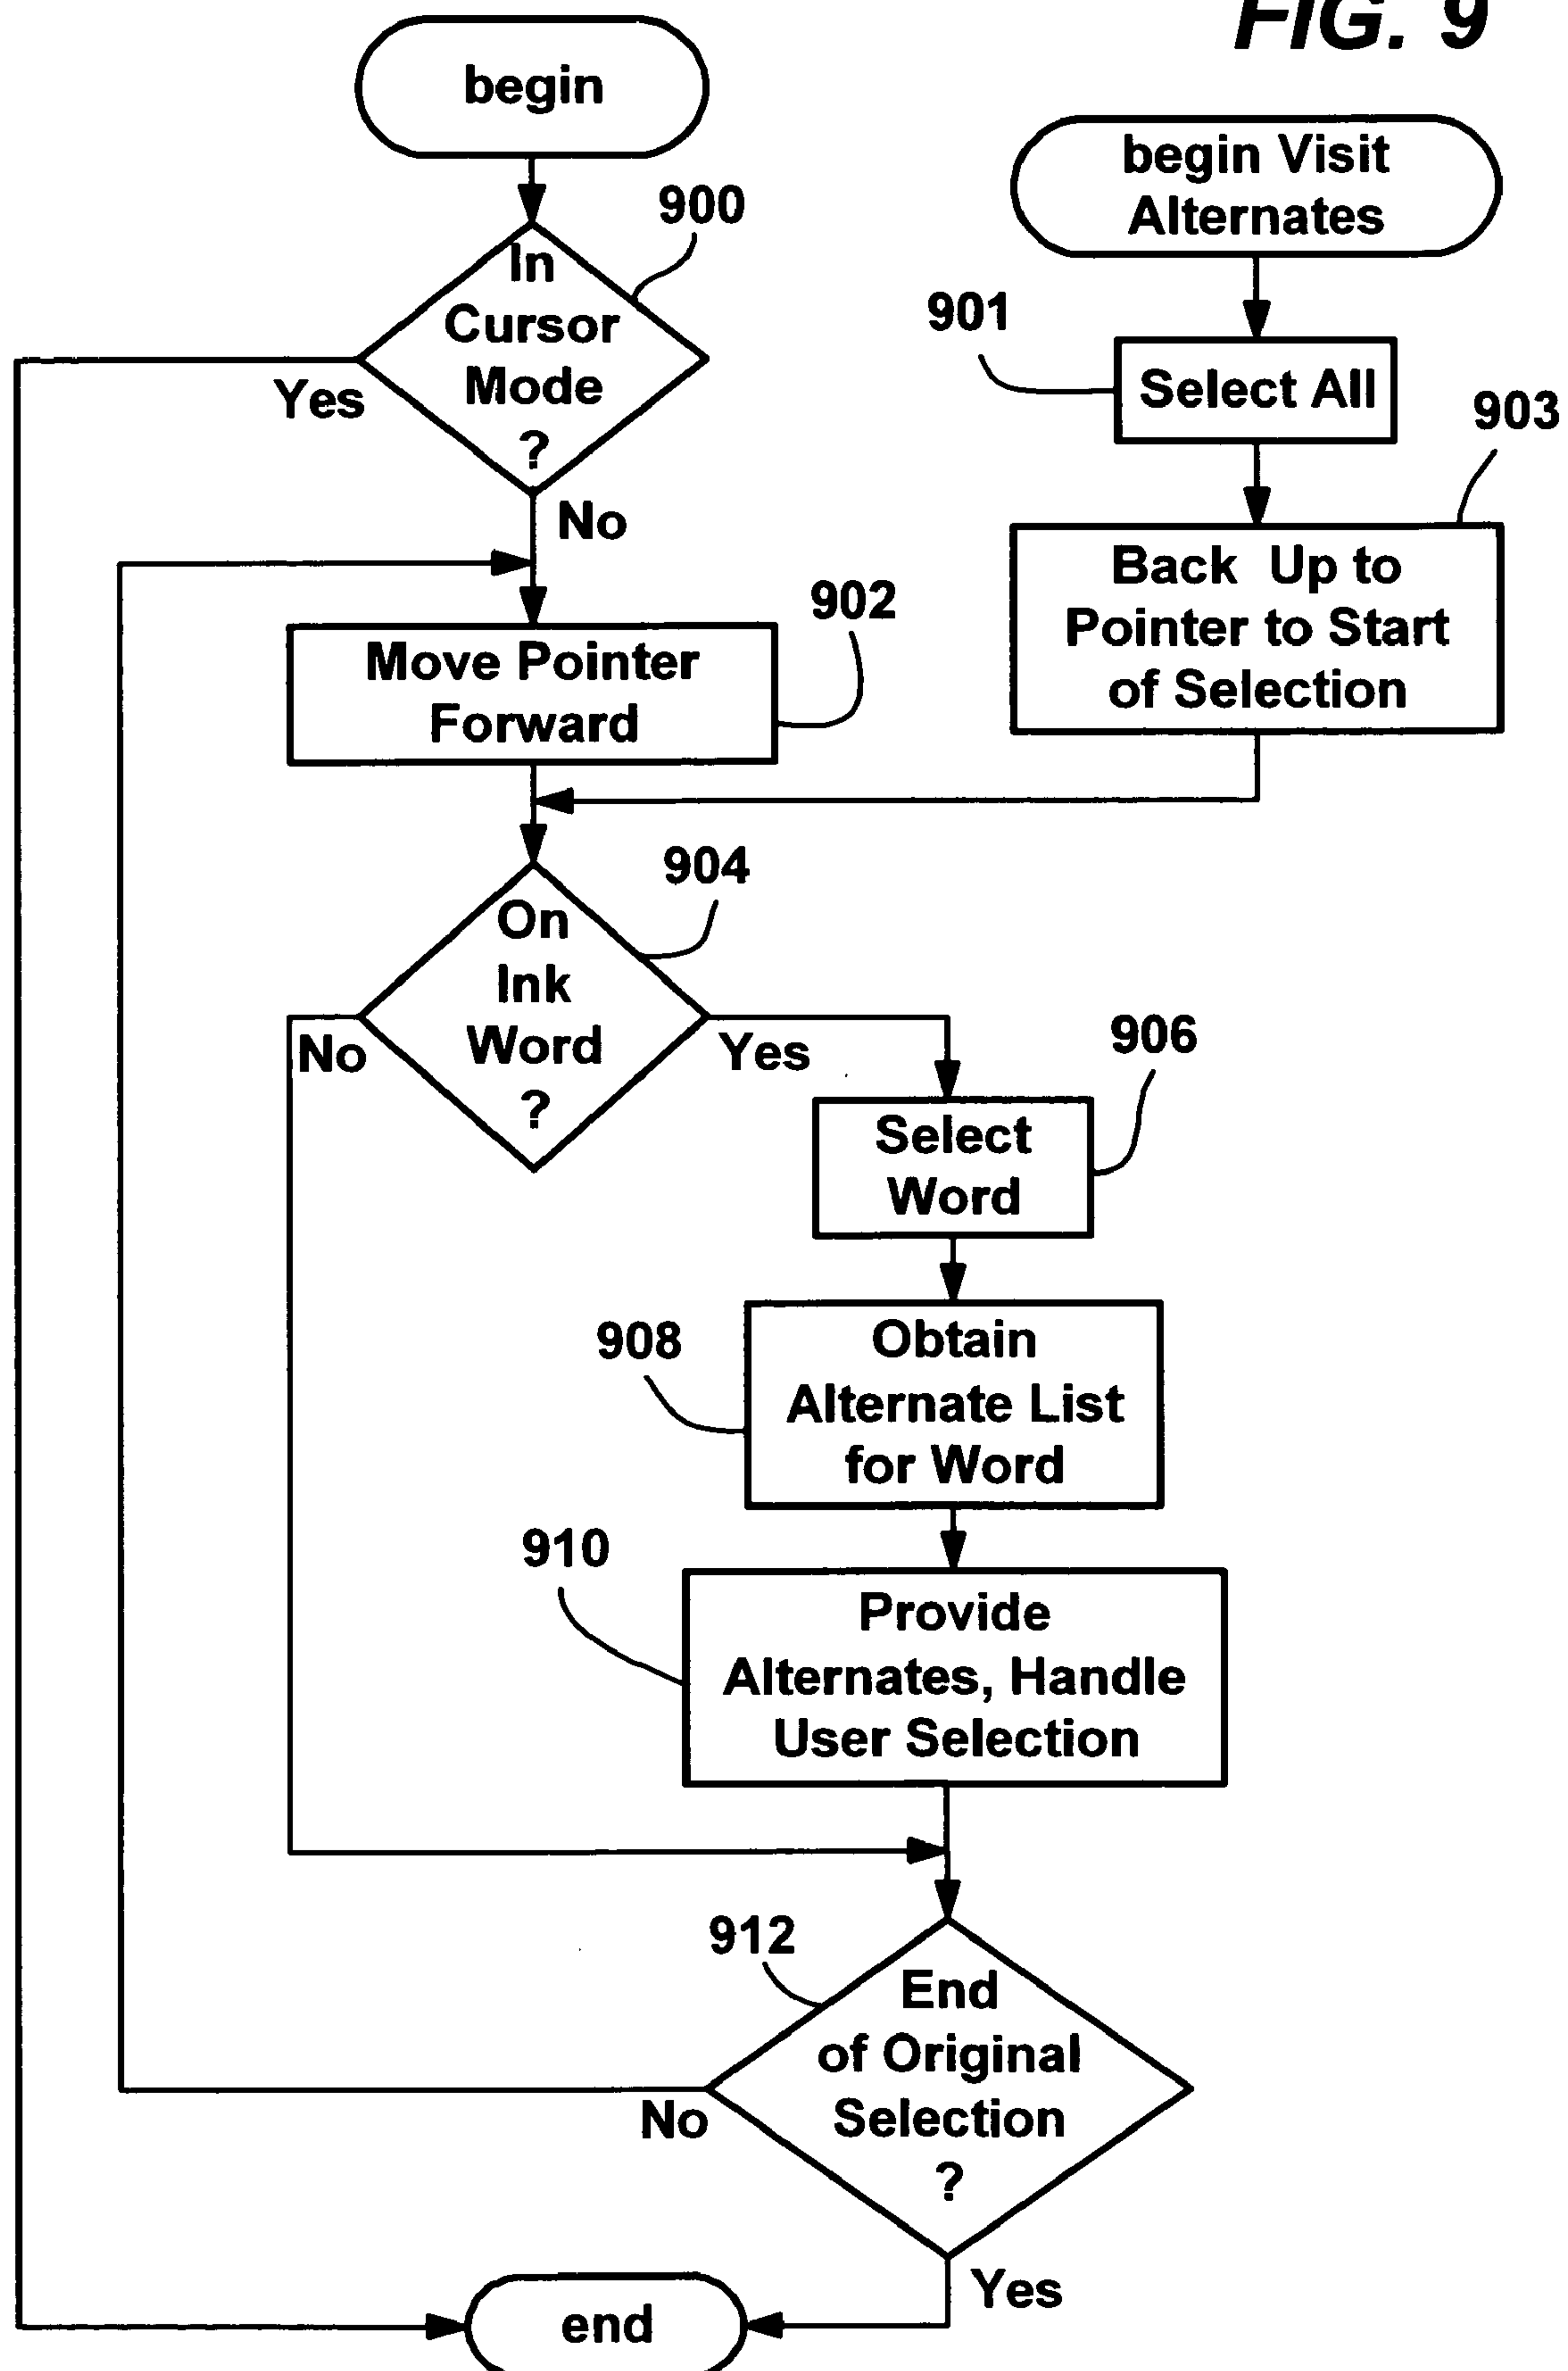 FIG. 9
begin
begin Visit
Alternates
900
In
Cursor
Mode
?
Yes
No
901
Select All
903
Back Up to
Pointer to Start
of Selection
902
Move Pointer
Forward
904
On
Ink
Word
?
No
Yes
906
Select
Word
908
Obtain
Alternate List
for Word
910
Provide
Alternates, Handle
User Selection
912
End
of Original
Selection
?
No
Yes
end